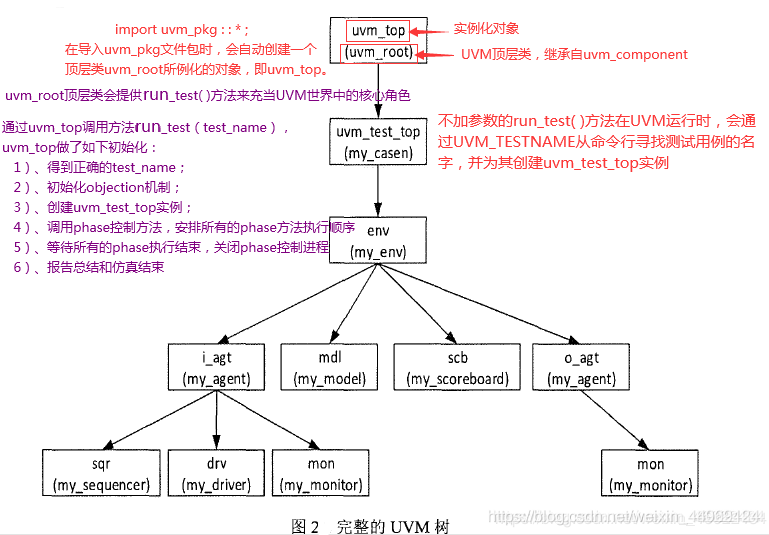 import uvm_pkg : : * ;
在导入uvm_pkg文件包时，会自动创建一个
顶层类uvm_root所例化的对象，即uvm_top。
uvm_top
(uvm_root)
实例化对象
UVM顶层类，继承自uvm_component
uvm_root顶层类会提供run_test( )方法来充当UVM世界中的核心角色
通过uvm_top调用方法run_test（test_name），
uvm_top做了如下初始化：
1）、得到正确的test_name；
2）、初始化objection机制；
3）、创建uvm_test_top实例；
4）、调用phase控制方法，安排所有的phase方法执行顺序
5）、等待所有的phase执行结束，关闭phase控制进程
6）、报告总结和仿真结束
uvm_test_top
(my_casen)
不加参数的run_test( )方法在UVM运行时，会通
过UVM_TESTNAME从命令行寻找测试用例的名
字，并为其创建uvm_test_top实例
env
(my_env)
i_agt
(my_agent)
mdl
(my_model)
scb
(my_scoreboard)
o_agt
(my_agent)
sqr
(my_sequencer)
drv
(my_driver)
mon
(my_monitor)
mon
(my_monitor)
图 2 完整的 UVM 树